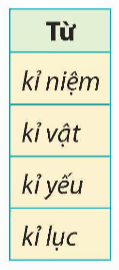 Từ
kỉ niệm
kỉ vật
kỉ yếu
kỉ lục